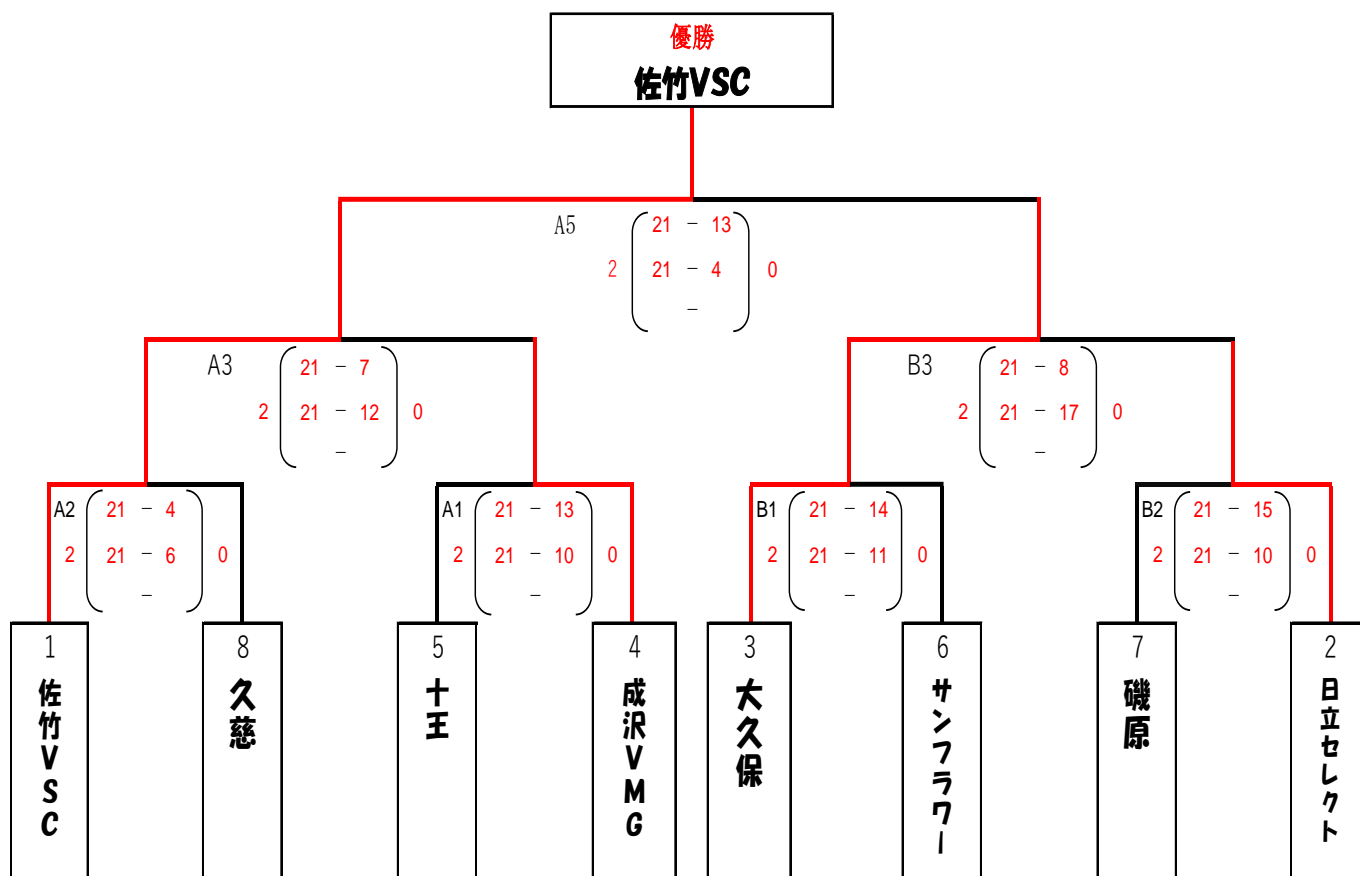 優勝
佐竹VSC
A5
21 - 13
2 21 - 4 0
-
A3
21 - 7
2 21 - 12 0
-
B3
21 - 8
2 21 - 17 0
-
A2
21 - 4
2 21 - 6 0
-
A1
21 - 13
2 21 - 10 0
-
B1
21 - 14
2 21 - 11 0
-
B2
21 - 15
2 21 - 10 0
-
1
佐竹VSC
8
久慈
5
十王
4
成沢VMG
3
大久保
6
サンフラワー
7
磯原
2
日立セレクト